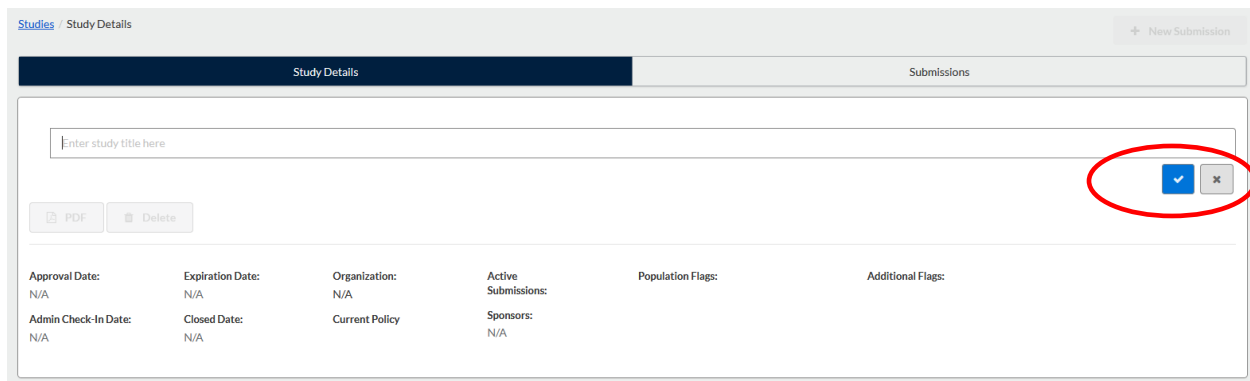 Studies / Study Details
+ New Submission
Study Details
Submissions
Enter study title here
PDF
Delete
Approval Date:
N/A
Expiration Date:
N/A
Organization:
N/A
Active
Submissions:
Population Flags:
Additional Flags:
Admin Check-In Date:
N/A
Closed Date:
N/A
Current Policy
Sponsors:
N/A